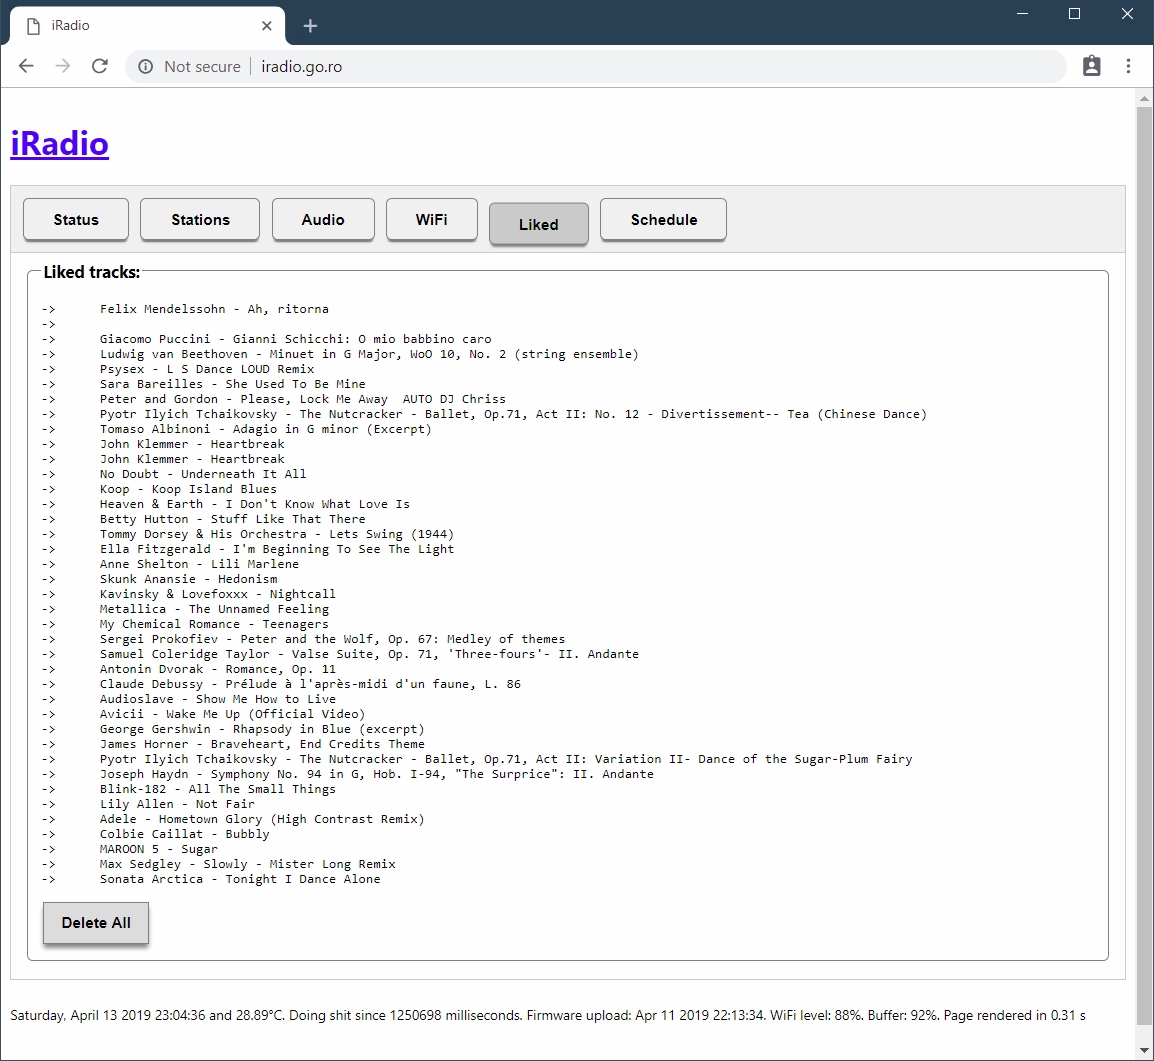 iRadio
Not secure | iradio.go.ro
iRadio
Status Stations Audio WiFi Liked Schedule
Liked tracks:
-> Felix Mendelssohn - Ah, ritorna
->
-> Giacomo Puccini - Gianni Schicchi: O mio babbino caro
-> Ludwig van Beethoven - Minuet in G Major, WoO 10, No. 2 (string ensemble)
-> Psysex - L S Dance LOUD Remix
-> Sara Bareilles - She Used To Be Mine
-> Peter and Gordon - Please, Lock Me Away  AUTO DJ Chriss
-> Pyotr Ilyich Tchaikovsky - The Nutcracker - Ballet, Op.71, Act II: No. 12 - Divertissement-- Tea (Chinese Dance)
-> Tomaso Albinoni - Adagio in G minor (Excerpt)
-> John Klemmer - Heartbreak
-> John Klemmer - Heartbreak
-> No Doubt - Underneath It All
-> Koop - Koop Island Blues
-> Heaven & Earth - I Don't Know What Love Is
-> Betty Hutton - Stuff Like That There
-> Tommy Dorsey & His Orchestra - Lets Swing (1944)
-> Ella Fitzgerald - I'm Beginning To See The Light
-> Anne Shelton - Lili Marlene
-> Skunk Anansie - Hedonism
-> Kavinsky & Lovefoxxx - Nightcall
-> Metallica - The Unnamed Feeling
-> My Chemical Romance - Teenagers
-> Sergei Prokofiev - Peter and the Wolf, Op. 67: Medley of themes
-> Samuel Coleridge Taylor - Valse Suite, Op. 71, 'Three-fours'- II. Andante
-> Antonin Dvorak - Romance, Op. 11
-> Claude Debussy - Prélude à l'après-midi d'un faune, L. 86
-> Audioslave - Show Me How to Live
-> Avicii - Wake Me Up (Official Video)
-> George Gershwin - Rhapsody in Blue (excerpt)
-> James Horner - Braveheart, End Credits Theme
-> Pyotr Ilyich Tchaikovsky - The Nutcracker - Ballet, Op.71, Act II: Variation II- Dance of the Sugar-Plum Fairy
-> Joseph Haydn - Symphony No. 94 in G, Hob. I-94, "The Surprice": II. Andante
-> Blink-182 - All The Small Things
-> Lily Allen - Not Fair
-> Adele - Hometown Glory (High Contrast Remix)
-> Colbie Caillat - Bubbly
-> MAROON 5 - Sugar
-> Max Sedgley - Slowly - Mister Long Remix
-> Sonata Arctica - Tonight I Dance Alone
Delete All
Saturday, April 13 2019 23:04:36 and 28.89°C. Doing shit since 1250698 milliseconds. Firmware upload: Apr 11 2019 22:13:34. WiFi level: 88%. Buffer: 92%. Page rendered in 0.31 s